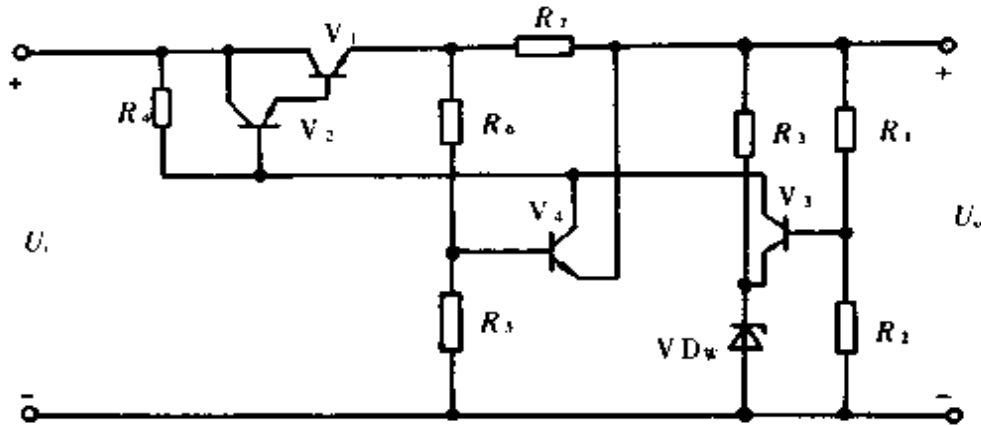 V₁
R₇
+
+
R₄
V₂
R₆
R₃
R₁
V₄
V₃
Uᵢ
Uₒ
R₅
VDw
R₂
−
−